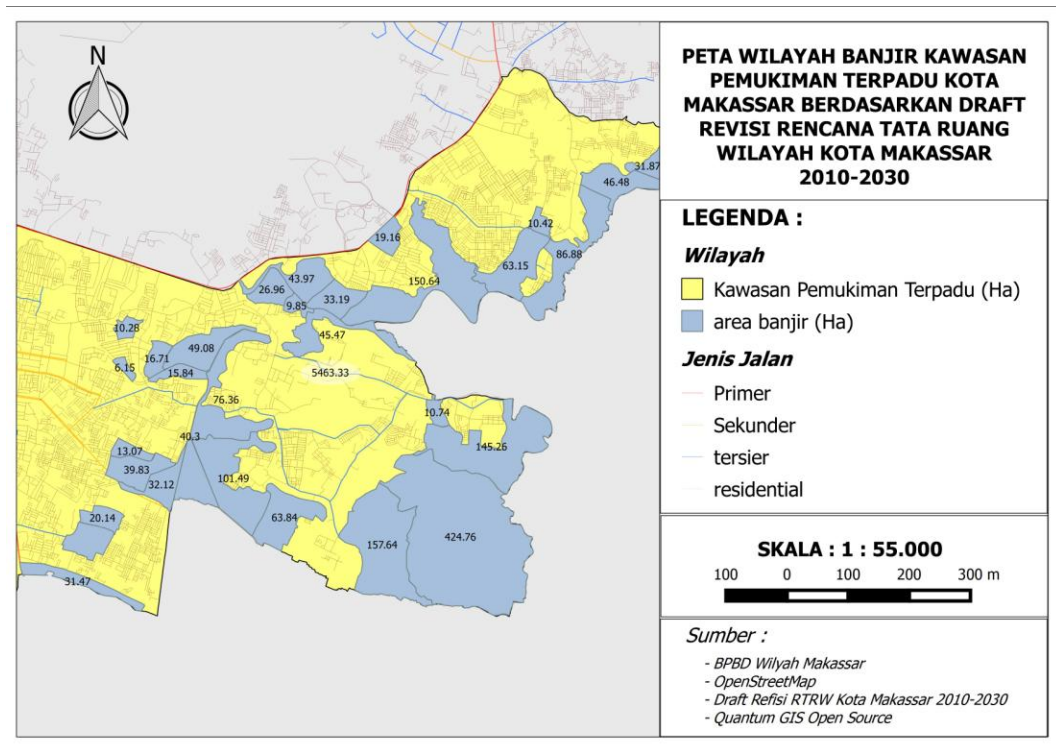 N
31.87
46.48
10.42
19.16
86.88
63.15
43.97
150.64
26.96
33.19
9.85
10.28
45.47
49.08
16.71
6.15
15.84
5463.33
76.36
10.74
40.3
145.26
13.07
39.83
101.49
32.12
20.14
63.84
424.76
157.64
31.47
PETA WILAYAH BANJIR KAWASAN
PEMUKIMAN TERPADU KOTA
MAKASSAR BERDASARKAN DRAFT
REVISI RENCANA TATA RUANG
WILAYAH KOTA MAKASSAR
2010-2030
LEGENDA :
Wilayah
Kawasan Pemukiman Terpadu (Ha)
area banjir (Ha)
Jenis Jalan
Primer
Sekunder
tersier
residential
SKALA : 1 : 55.000
100 0 100 200 300 m
Sumber :
- BPBD Wilyah Makassar
- OpenStreetMap
- Draft Refisi RTRW Kota Makassar 2010-2030
- Quantum GIS Open Source